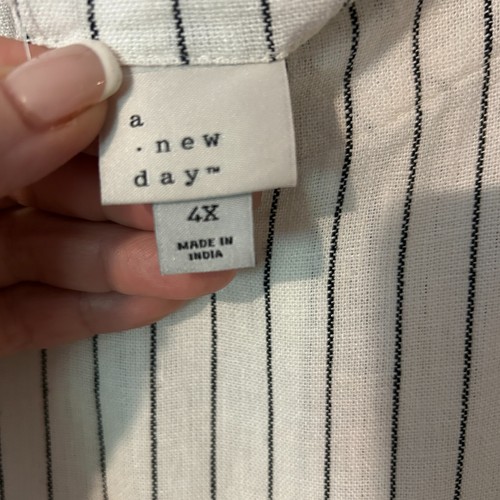 a
. new
day™
4X
MADE IN
INDIA